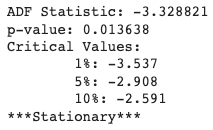 ADF Statistic: -3.328821
p-value: 0.013638
Critical Values:
1%: -3.537
5%: -2.908
10%: -2.591
***Stationary***